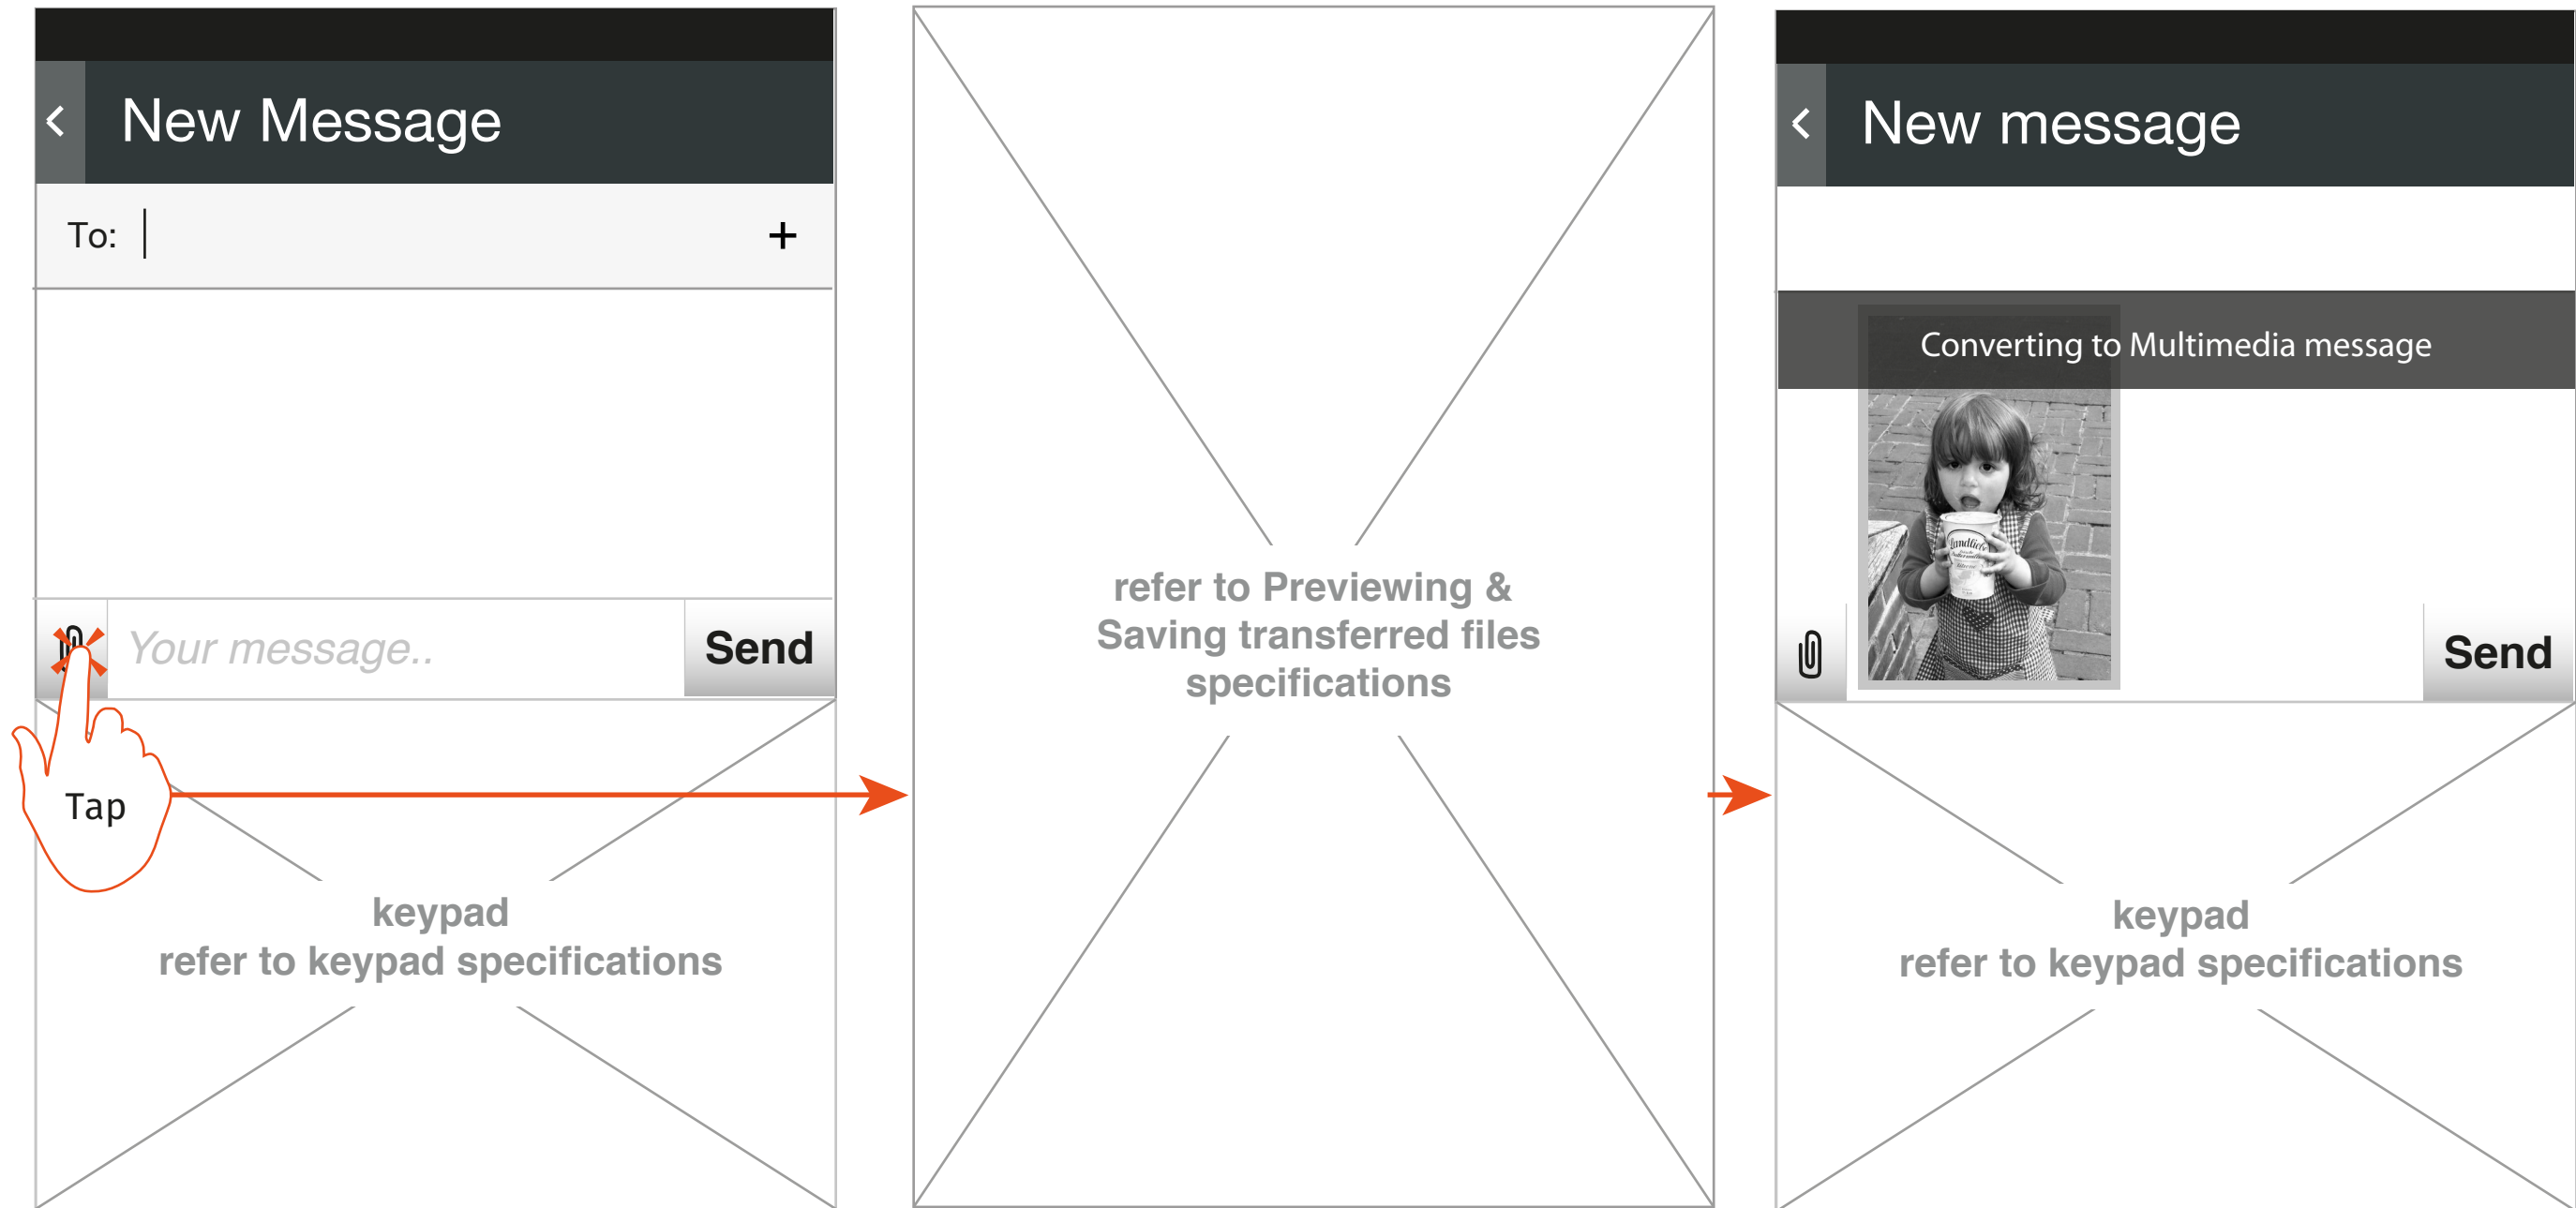 New Message
To:
+
Your message..
Send
Tap
keypad
refer to keypad specifications
refer to Previewing &
Saving transferred files
specifications
New message
Converting to Multimedia message
Landliebe
Send
keypad
refer to keypad specifications